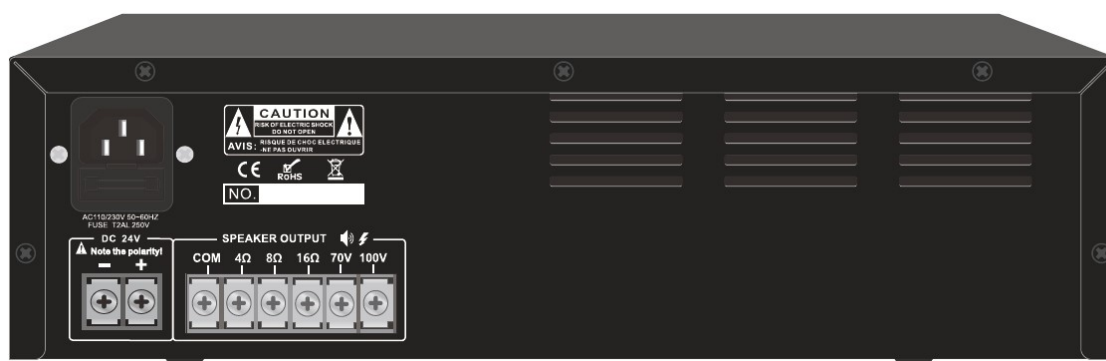 CAUTION
RISK OF ELECTRIC SHOCK
DO NOT OPEN
AVIS: RISQUE DE CHOC ELECTRIQUE
-NE PAS OUVRIR
CE
RoHS
NO.
AC110/230V 50~60HZ
FUSE T2AL 250V
DC 24V
Note the polarity!
− +
SPEAKER OUTPUT
COM 4Ω 8Ω 16Ω 70V 100V